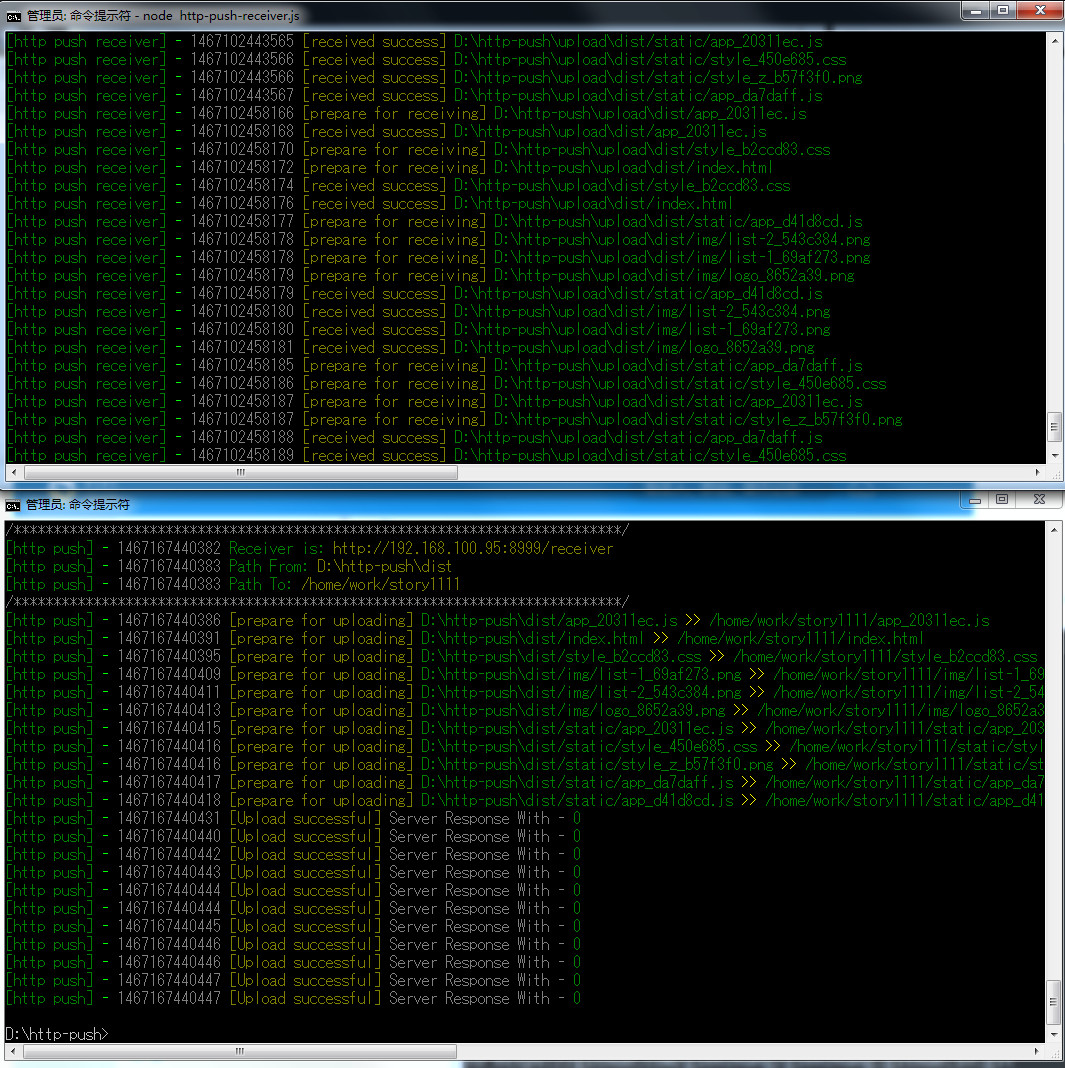 管理员: 命令提示符 - node  http-push-receiver.js
[http push receiver] - 1467102443565 [received success] D:\http-push\upload\dist/static/app_20311ec.js
[http push receiver] - 1467102443566 [received success] D:\http-push\upload\dist/static/style_450e685.css
[http push receiver] - 1467102443566 [received success] D:\http-push\upload\dist/static/style_z_b57f3f0.png
[http push receiver] - 1467102443567 [received success] D:\http-push\upload\dist/static/app_da7daff.js
[http push receiver] - 1467102458166 [prepare for receiving] D:\http-push\upload\dist/app_20311ec.js
[http push receiver] - 1467102458168 [received success] D:\http-push\upload\dist/app_20311ec.js
[http push receiver] - 1467102458170 [prepare for receiving] D:\http-push\upload\dist/style_b2ccd83.css
[http push receiver] - 1467102458172 [prepare for receiving] D:\http-push\upload\dist/index.html
[http push receiver] - 1467102458174 [received success] D:\http-push\upload\dist/style_b2ccd83.css
[http push receiver] - 1467102458176 [received success] D:\http-push\upload\dist/index.html
[http push receiver] - 1467102458177 [prepare for receiving] D:\http-push\upload\dist/static/app_d41d8cd.js
[http push receiver] - 1467102458178 [prepare for receiving] D:\http-push\upload\dist/img/list-2_543c384.png
[http push receiver] - 1467102458178 [prepare for receiving] D:\http-push\upload\dist/img/list-1_69af273.png
[http push receiver] - 1467102458179 [prepare for receiving] D:\http-push\upload\dist/img/logo_8652a39.png
[http push receiver] - 1467102458179 [received success] D:\http-push\upload\dist/static/app_d41d8cd.js
[http push receiver] - 1467102458180 [received success] D:\http-push\upload\dist/img/list-2_543c384.png
[http push receiver] - 1467102458180 [received success] D:\http-push\upload\dist/img/list-1_69af273.png
[http push receiver] - 1467102458181 [received success] D:\http-push\upload\dist/img/logo_8652a39.png
[http push receiver] - 1467102458185 [prepare for receiving] D:\http-push\upload\dist/static/app_da7daff.js
[http push receiver] - 1467102458186 [prepare for receiving] D:\http-push\upload\dist/static/style_450e685.css
[http push receiver] - 1467102458187 [prepare for receiving] D:\http-push\upload\dist/static/app_20311ec.js
[http push receiver] - 1467102458187 [prepare for receiving] D:\http-push\upload\dist/static/style_z_b57f3f0.png
[http push receiver] - 1467102458188 [received success] D:\http-push\upload\dist/static/app_da7daff.js
[http push receiver] - 1467102458189 [received success] D:\http-push\upload\dist/static/style_450e685.css
管理员: 命令提示符
/****************************************************************************/
[http push] - 1467167440382 Receiver is: http://192.168.100.95:8999/receiver
[http push] - 1467167440383 Path From: D:\http-push\dist
[http push] - 1467167440383 Path To: /home/work/story1111
/****************************************************************************/
[http push] - 1467167440386 [prepare for uploading] D:\http-push\dist/app_20311ec.js >> /home/work/story1111/app_20311ec.js
[http push] - 1467167440391 [prepare for uploading] D:\http-push\dist/index.html >> /home/work/story1111/index.html
[http push] - 1467167440395 [prepare for uploading] D:\http-push\dist/style_b2ccd83.css >> /home/work/story1111/style_b2ccd83.css
[http push] - 1467167440409 [prepare for uploading] D:\http-push\dist/img/list-1_69af273.png >> /home/work/story1111/img/list-1_69
[http push] - 1467167440411 [prepare for uploading] D:\http-push\dist/img/list-2_543c384.png >> /home/work/story1111/img/list-2_54
[http push] - 1467167440413 [prepare for uploading] D:\http-push\dist/img/logo_8652a39.png >> /home/work/story1111/img/logo_8652a3
[http push] - 1467167440415 [prepare for uploading] D:\http-push\dist/static/app_20311ec.js >> /home/work/story1111/static/app_203
[http push] - 1467167440416 [prepare for uploading] D:\http-push\dist/static/style_450e685.css >> /home/work/story1111/static/styl
[http push] - 1467167440416 [prepare for uploading] D:\http-push\dist/static/style_z_b57f3f0.png >> /home/work/story1111/static/st
[http push] - 1467167440417 [prepare for uploading] D:\http-push\dist/static/app_da7daff.js >> /home/work/story1111/static/app_da7
[http push] - 1467167440418 [prepare for uploading] D:\http-push\dist/static/app_d41d8cd.js >> /home/work/story1111/static/app_d41
[http push] - 1467167440431 [Upload successful] Server Response With - 0
[http push] - 1467167440440 [Upload successful] Server Response With - 0
[http push] - 1467167440442 [Upload successful] Server Response With - 0
[http push] - 1467167440443 [Upload successful] Server Response With - 0
[http push] - 1467167440444 [Upload successful] Server Response With - 0
[http push] - 1467167440444 [Upload successful] Server Response With - 0
[http push] - 1467167440445 [Upload successful] Server Response With - 0
[http push] - 1467167440446 [Upload successful] Server Response With - 0
[http push] - 1467167440446 [Upload successful] Server Response With - 0
[http push] - 1467167440447 [Upload successful] Server Response With - 0
[http push] - 1467167440447 [Upload successful] Server Response With - 0
D:\http-push>